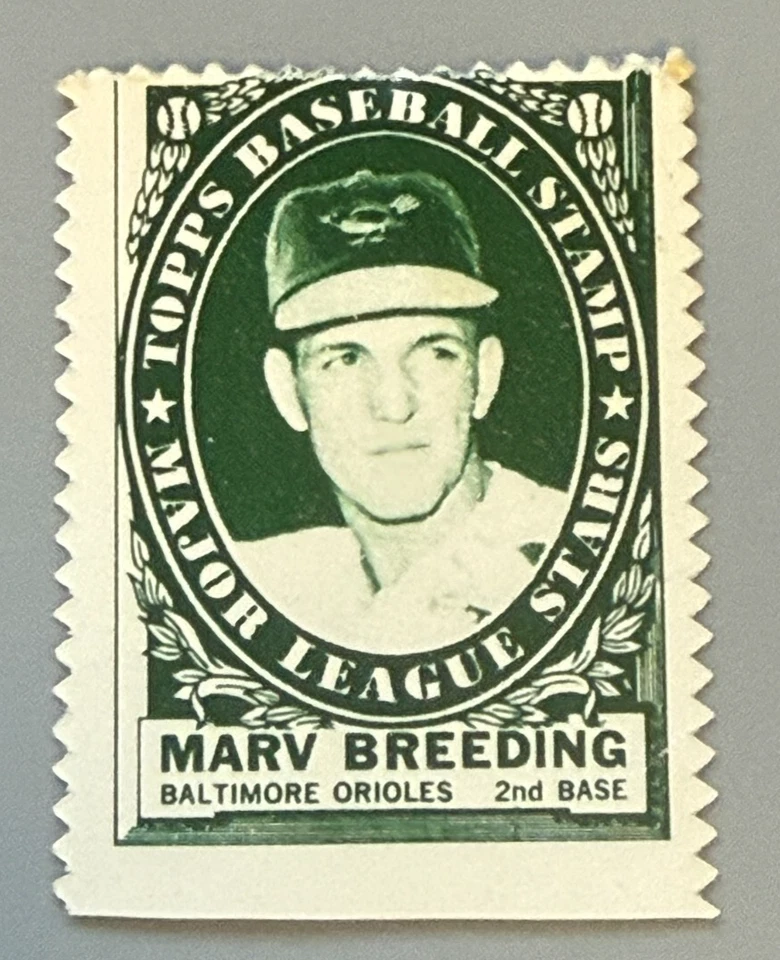 TOPPS BASEBALL STAMP
★ MAJOR LEAGUE STARS ★
MARV BREEDING
BALTIMORE ORIOLES 2nd BASE